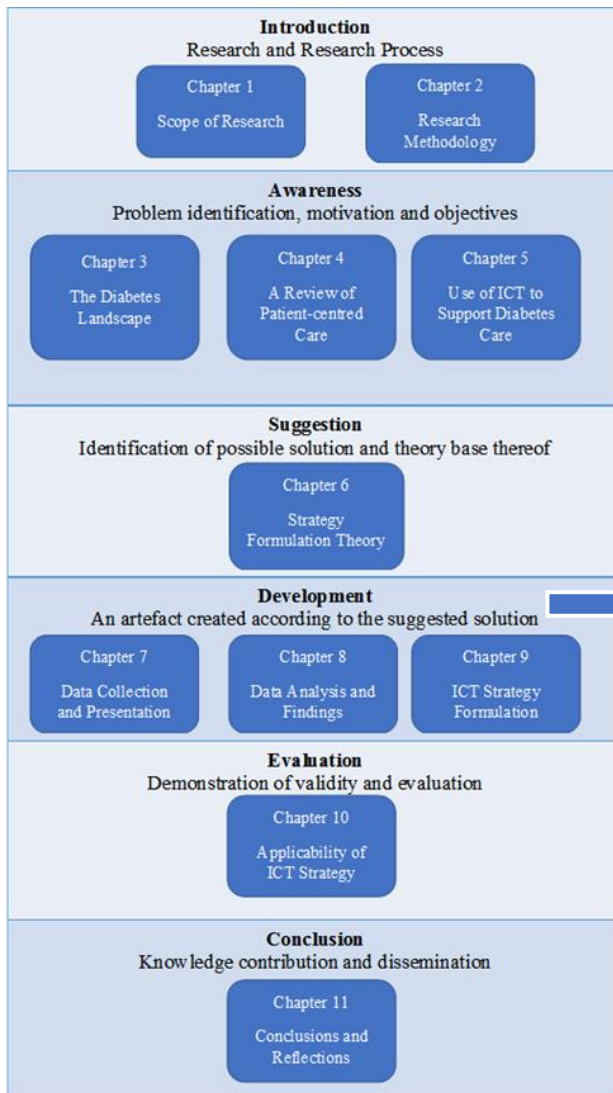 Introduction
Research and Research Process
Chapter 1
Scope of Research
Chapter 2
Research
Methodology
Awareness
Problem identification, motivation and objectives
Chapter 3
The Diabetes
Landscape
Chapter 4
A Review of
Patient-centred
Care
Chapter 5
Use of ICT to
Support Diabetes
Care
Suggestion
Identification of possible solution and theory base thereof
Chapter 6
Strategy
Formulation Theory
Development
An artefact created according to the suggested solution
Chapter 7
Data Collection
and Presentation
Chapter 8
Data Analysis and
Findings
Chapter 9
ICT Strategy
Formulation
Evaluation
Demonstration of validity and evaluation
Chapter 10
Applicability of
ICT Strategy
Conclusion
Knowledge contribution and dissemination
Chapter 11
Conclusions and
Reflections